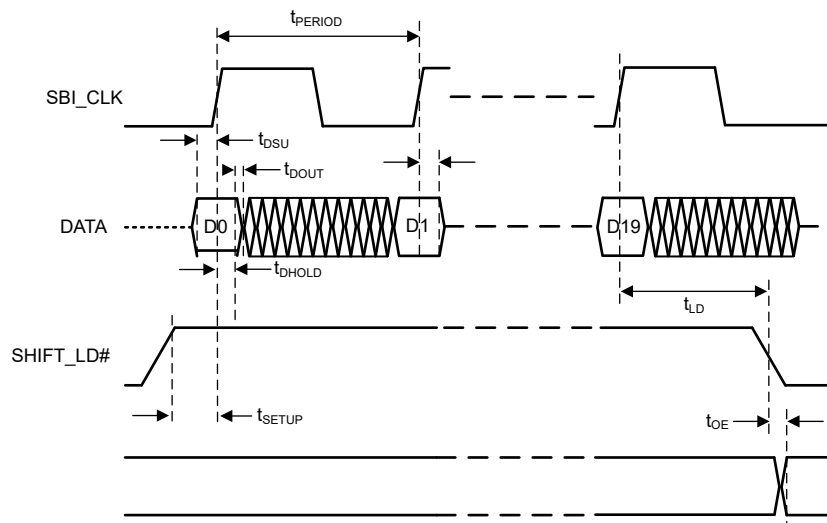 tPERIOD
SBI_CLK
tDSU
tDOUT
DATA
D0
D1
D19
tDHOLD
tLD
SHIFT_LD#
tSETUP
tOE